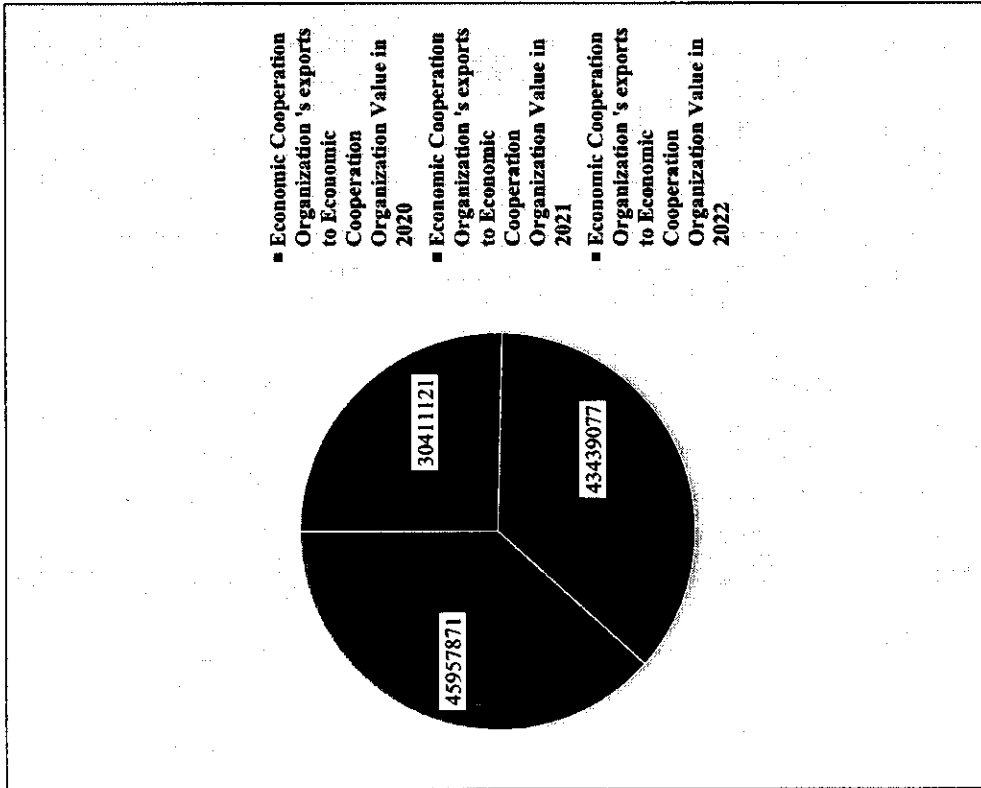 30411121
43439077
45957871
■ Economic Cooperation
Organization 's exports
to Economic
Cooperation
Organization Value in
2020
■ Economic Cooperation
Organization 's exports
to Economic
Cooperation
Organization Value in
2021
■ Economic Cooperation
Organization 's exports
to Economic
Cooperation
Organization Value in
2022